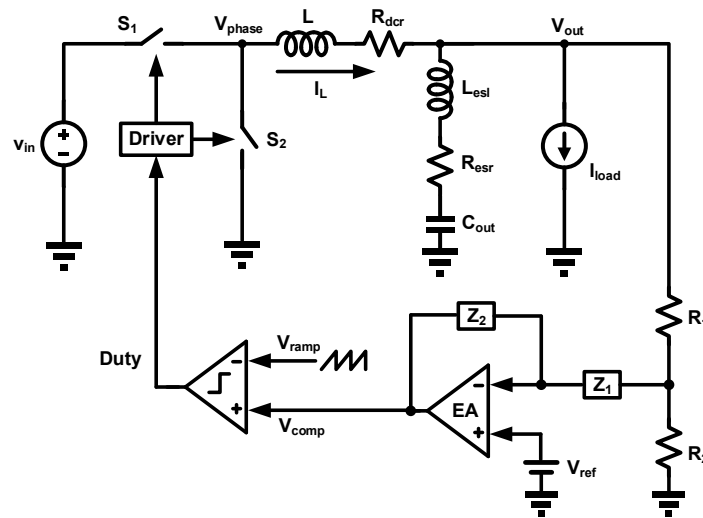 S1
Vphase
L
Rdcr
Vout
IL
Lesl
vin
+
−
Driver
S2
Resr
Iload
Cout
Z2
R
Duty
Vramp
−
+
Vcomp
EA
−
+
Z1
Vref
R